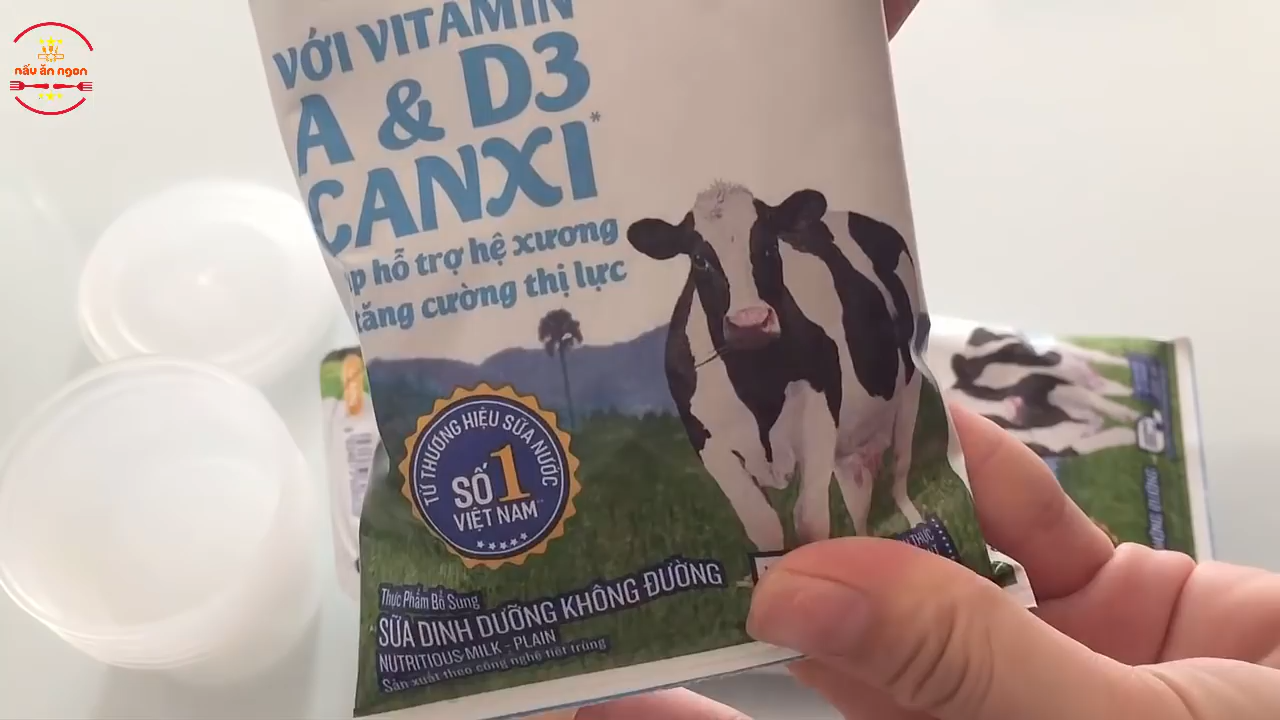 nấu ăn ngon
VỚI VITAMIN
A & D3
CANXI*
hỗ trợ hệ xương
tăng cường thị lực
TỪ THƯƠNG HIỆU SỮA NƯỚC
SỐ 1
VIỆT NAM
Thực Phẩm Bổ Sung
SỮA DINH DƯỠNG KHÔNG ĐƯỜNG
NUTRITIOUS MILK - PLAIN
Sản xuất theo công nghệ tiệt trùng